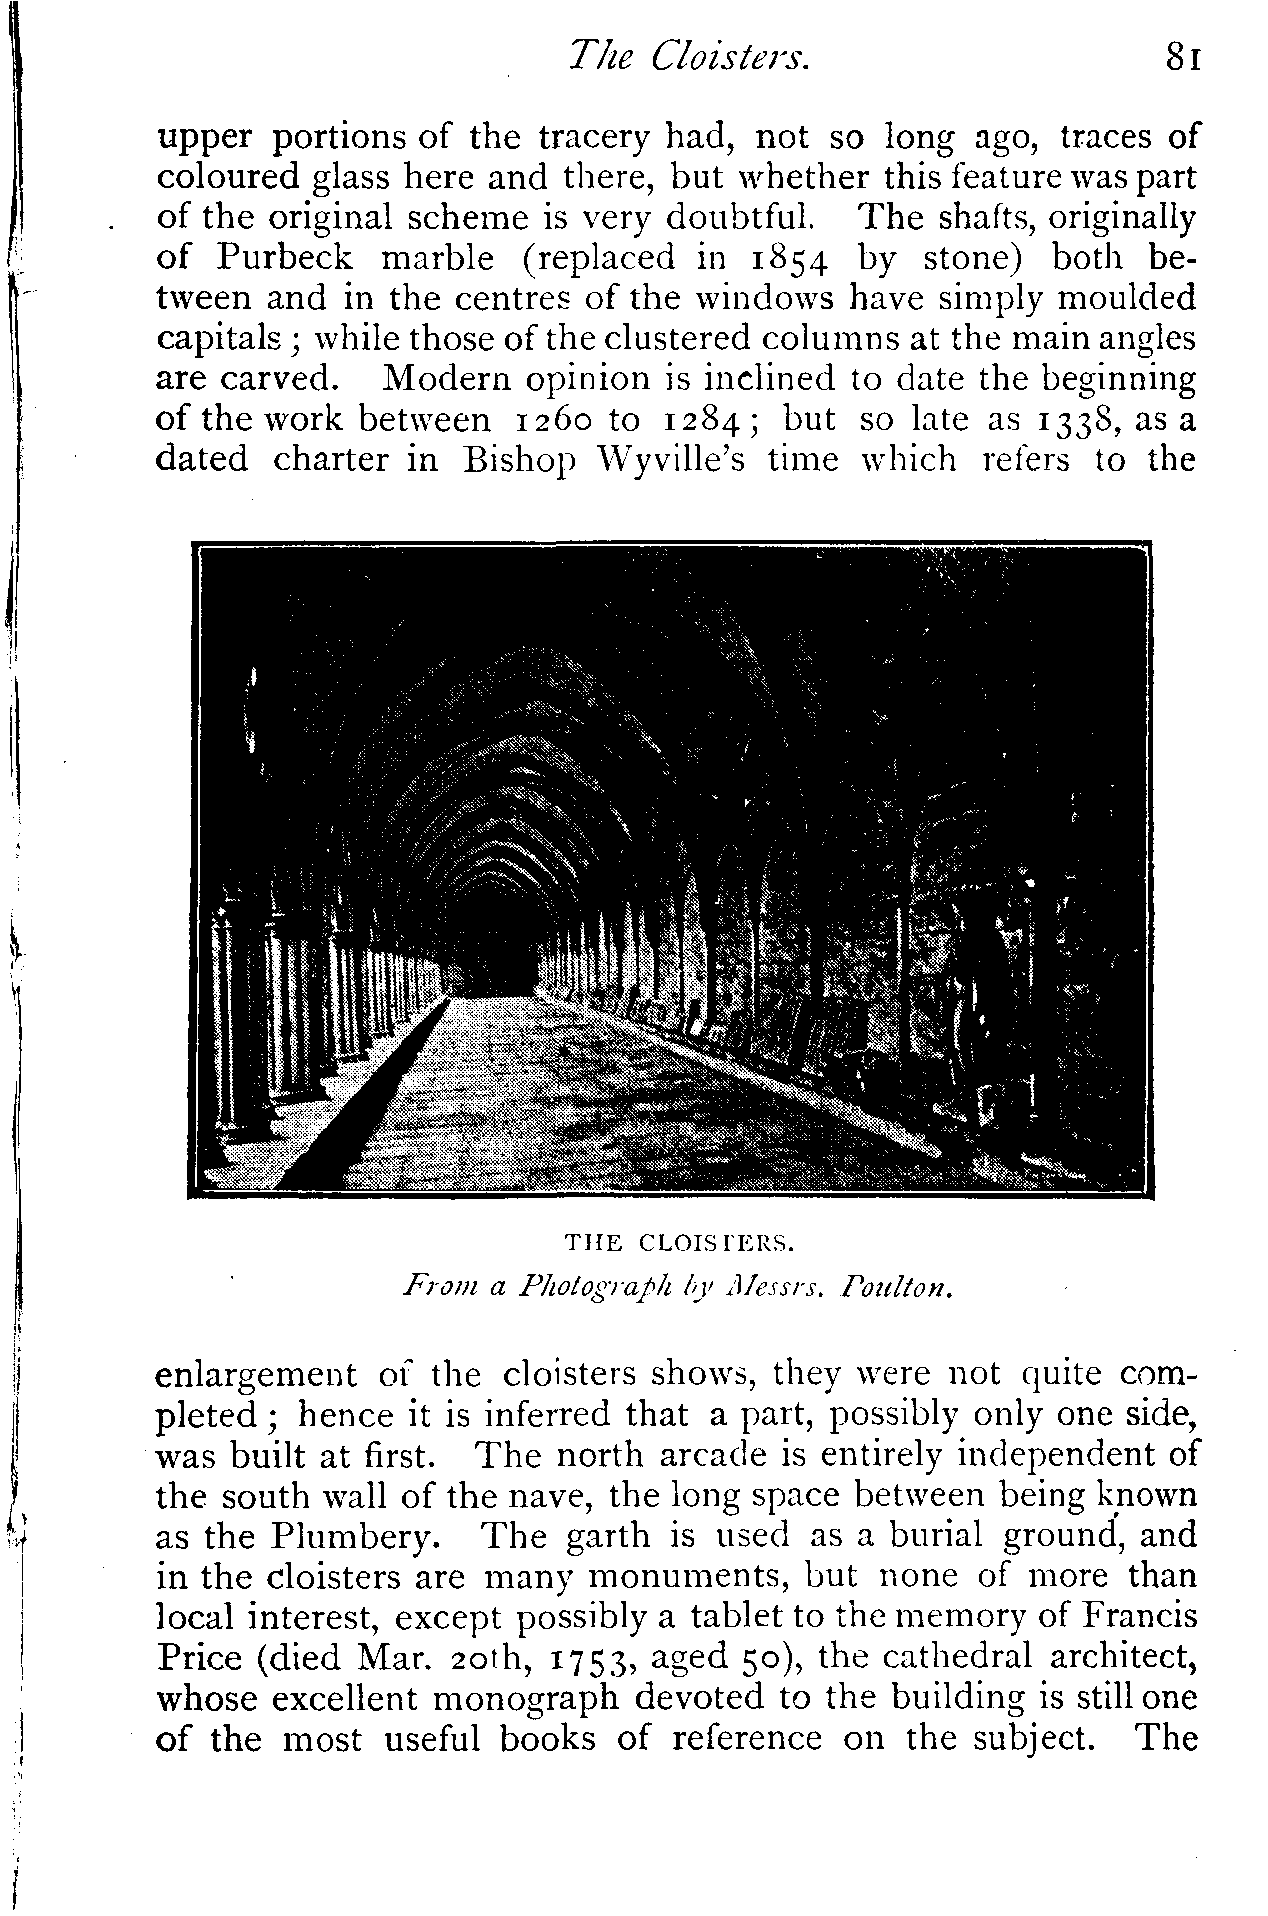 The Cloisters. 81
upper portions of the tracery had, not so long ago, traces of
coloured glass here and there, but whether this feature was part
of the original scheme is very doubtful. The shafts, originally
of Purbeck marble (replaced in 1854 by stone) both be-
tween and in the centres of the windows have simply moulded
capitals ; while those of the clustered columns at the main angles
are carved. Modern opinion is inclined to date the beginning
of the work between 1260 to 1284 ; but so late as 1338, as a
dated charter in Bishop Wyville's time which refers to the
THE CLOISTERS.
From a Photograph by Messrs. Poulton.
enlargement of the cloisters shows, they were not quite com-
pleted ; hence it is inferred that a part, possibly only one side,
was built at first. The north arcade is entirely independent of
the south wall of the nave, the long space between being known
as the Plumbery. The garth is used as a burial ground, and
in the cloisters are many monuments, but none of more than
local interest, except possibly a tablet to the memory of Francis
Price (died Mar. 20th, 1753, aged 50), the cathedral architect,
whose excellent monograph devoted to the building is still one
of the most useful books of reference on the subject. The